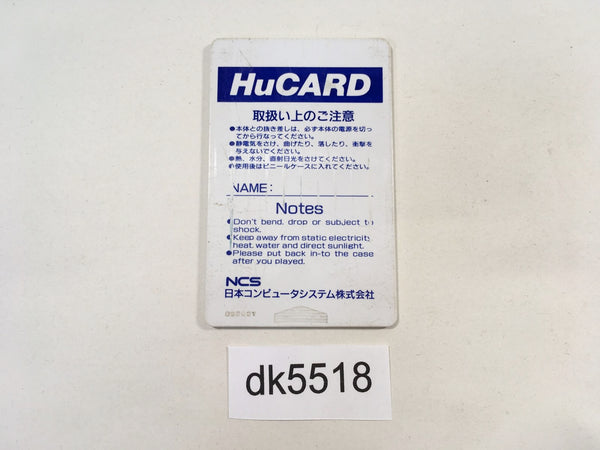 HuCARD
取扱い上のご注意
●本体との抜き差しは、必ず本体の電源を切っ
てから行なってください。
●静電気をさけ、曲げたり、落したり、衝撃を
与えないでください。
●熱、水分、直射日光をさけてください。
●使用後はビニールケースに入れてください。
NAME:
Notes
●Don't bend, drop or subject to
shock.
●Keep away from static electricity,
heat, water and direct sunlight.
●Please put back in-to the case
after you played.
NCS
日本コンピュータシステム株式会社
dk5518